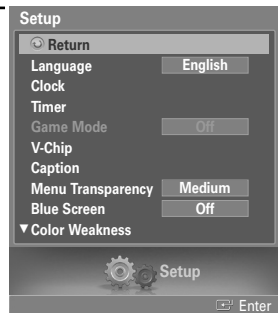 Setup
Return
Language English
Clock
Timer
Game Mode Off
V-Chip
Caption
Menu Transparency Medium
Blue Screen Off
▼Color Weakness
Setup
Enter